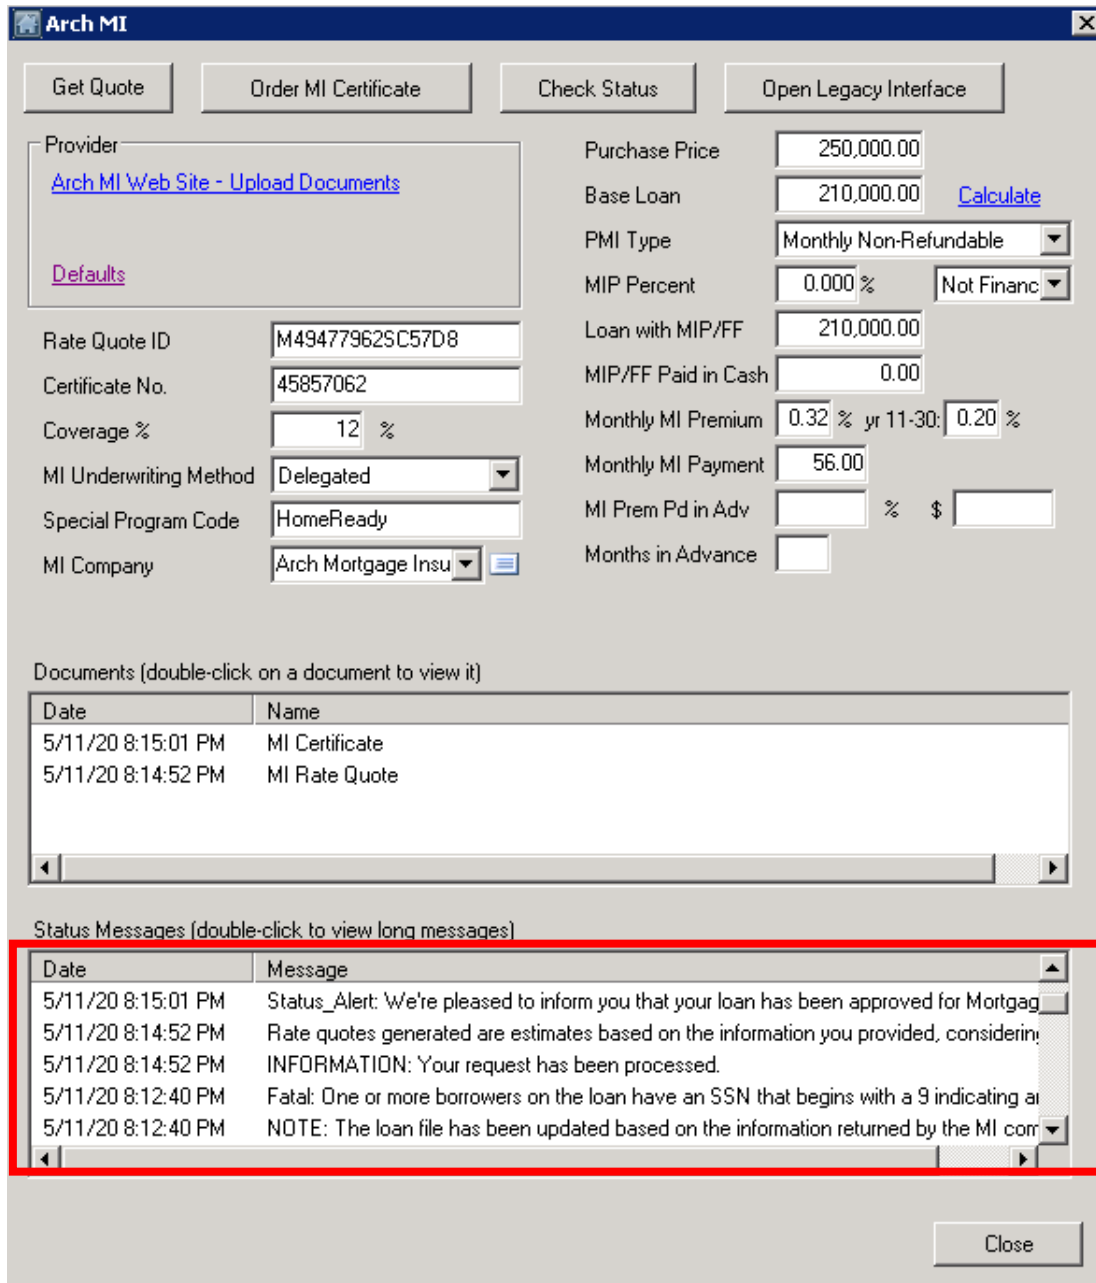 Arch MI
Get Quote Order MI Certificate Check Status Open Legacy Interface
Provider
Arch MI Web Site - Upload Documents
Defaults
Rate Quote ID M49477962SC57D8
Certificate No. 45857062
Coverage % 12 %
MI Underwriting Method Delegated
Special Program Code HomeReady
MI Company Arch Mortgage Insu
Purchase Price 250,000.00
Base Loan 210,000.00 Calculate
PMI Type Monthly Non-Refundable
MIP Percent 0.000 % Not Financ
Loan with MIP/FF 210,000.00
MIP/FF Paid in Cash 0.00
Monthly MI Premium 0.32 % yr 11-30: 0.20 %
Monthly MI Payment 56.00
MI Prem Pd in Adv % $
Months in Advance
Documents (double-click on a document to view it)
Date Name
5/11/20 8:15:01 PM MI Certificate
5/11/20 8:14:52 PM MI Rate Quote
Status Messages (double-click to view long messages)
Date Message
5/11/20 8:15:01 PM Status_Alert: We're pleased to inform you that your loan has been approved for Mortgag
5/11/20 8:14:52 PM Rate quotes generated are estimates based on the information you provided, considering
5/11/20 8:14:52 PM INFORMATION: Your request has been processed.
5/11/20 8:12:40 PM Fatal: One or more borrowers on the loan have an SSN that begins with a 9 indicating
5/11/20 8:12:40 PM NOTE: The loan file has been updated based on the information returned by the MI com
Close